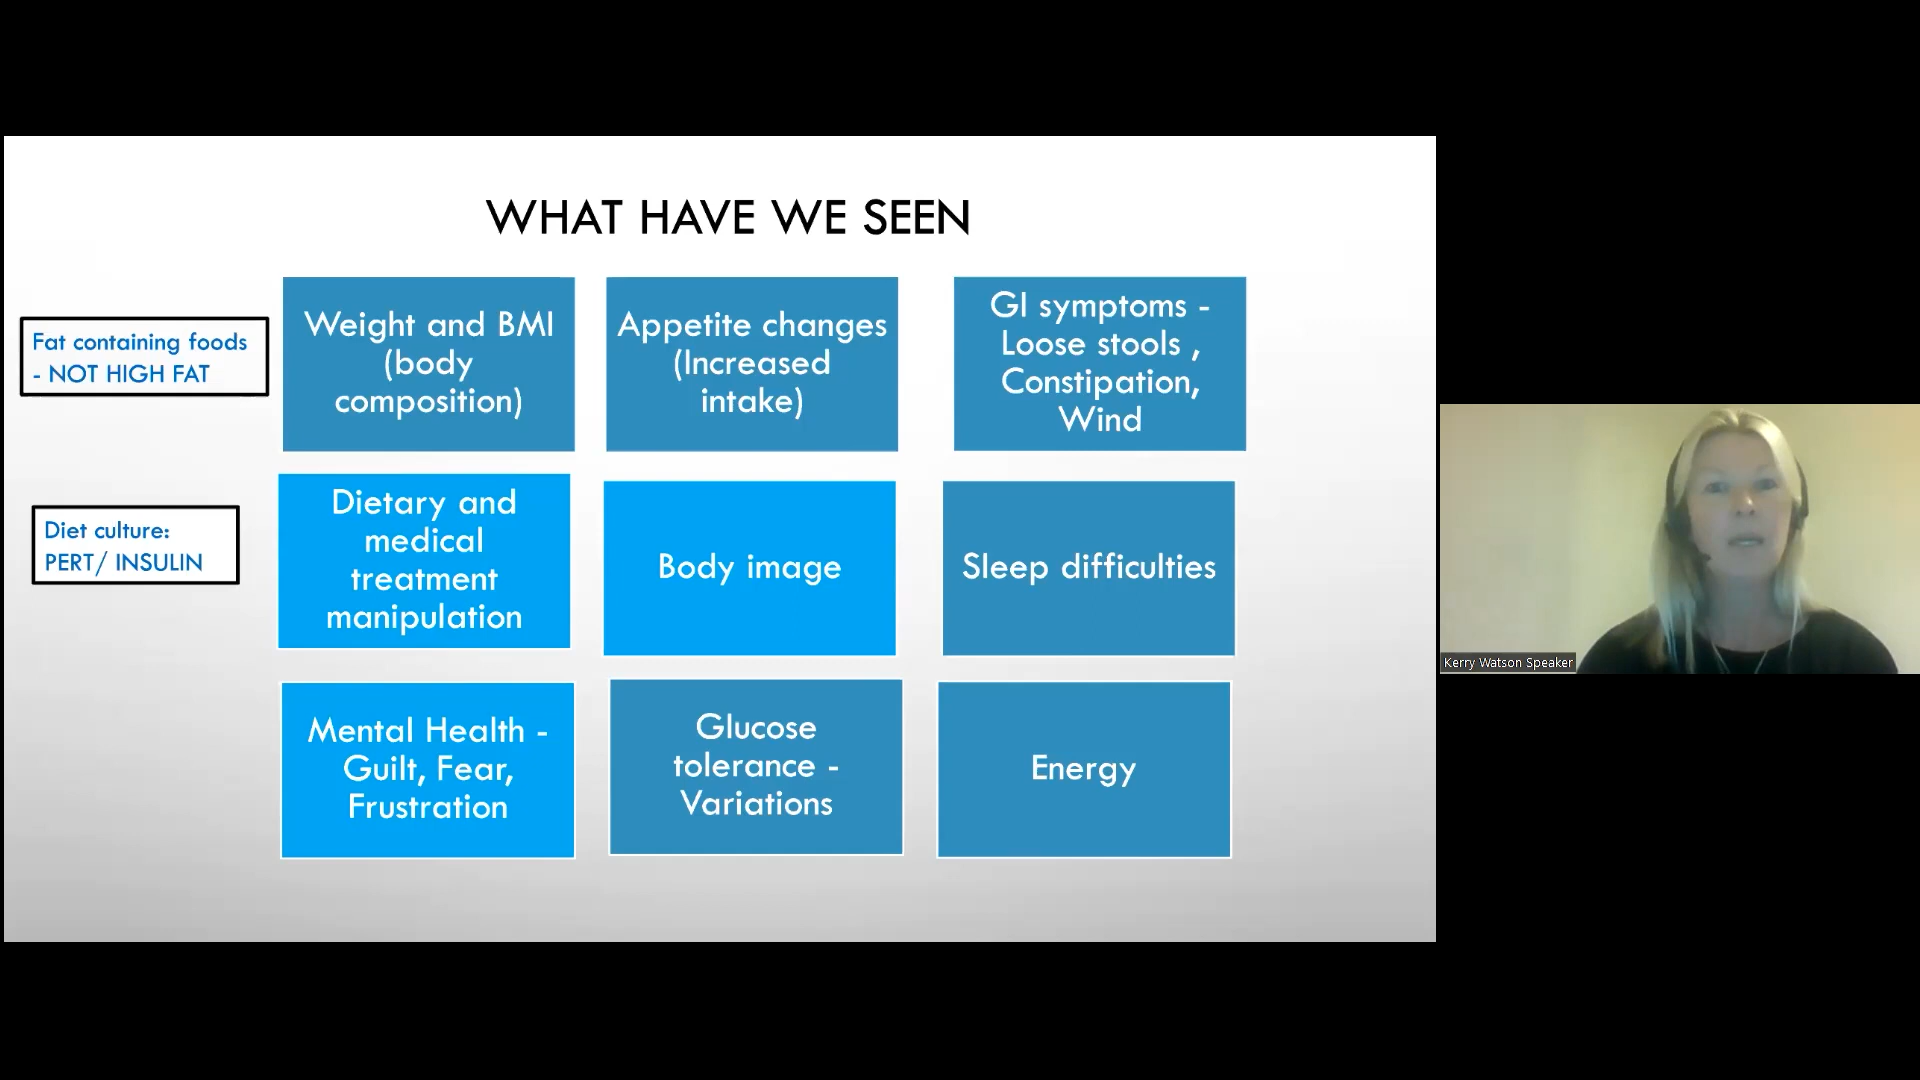 WHAT HAVE WE SEEN
Fat containing foods
- NOT HIGH FAT
Weight and BMI
(body
composition)
Appetite changes
(Increased
intake)
GI symptoms -
Loose stools ,
Constipation,
Wind
Diet culture:
PERT/ INSULIN
Dietary and
medical
treatment
manipulation
Body image
Sleep difficulties
Mental Health -
Guilt, Fear,
Frustration
Glucose
tolerance -
Variations
Energy
Kerry Watson Speaker